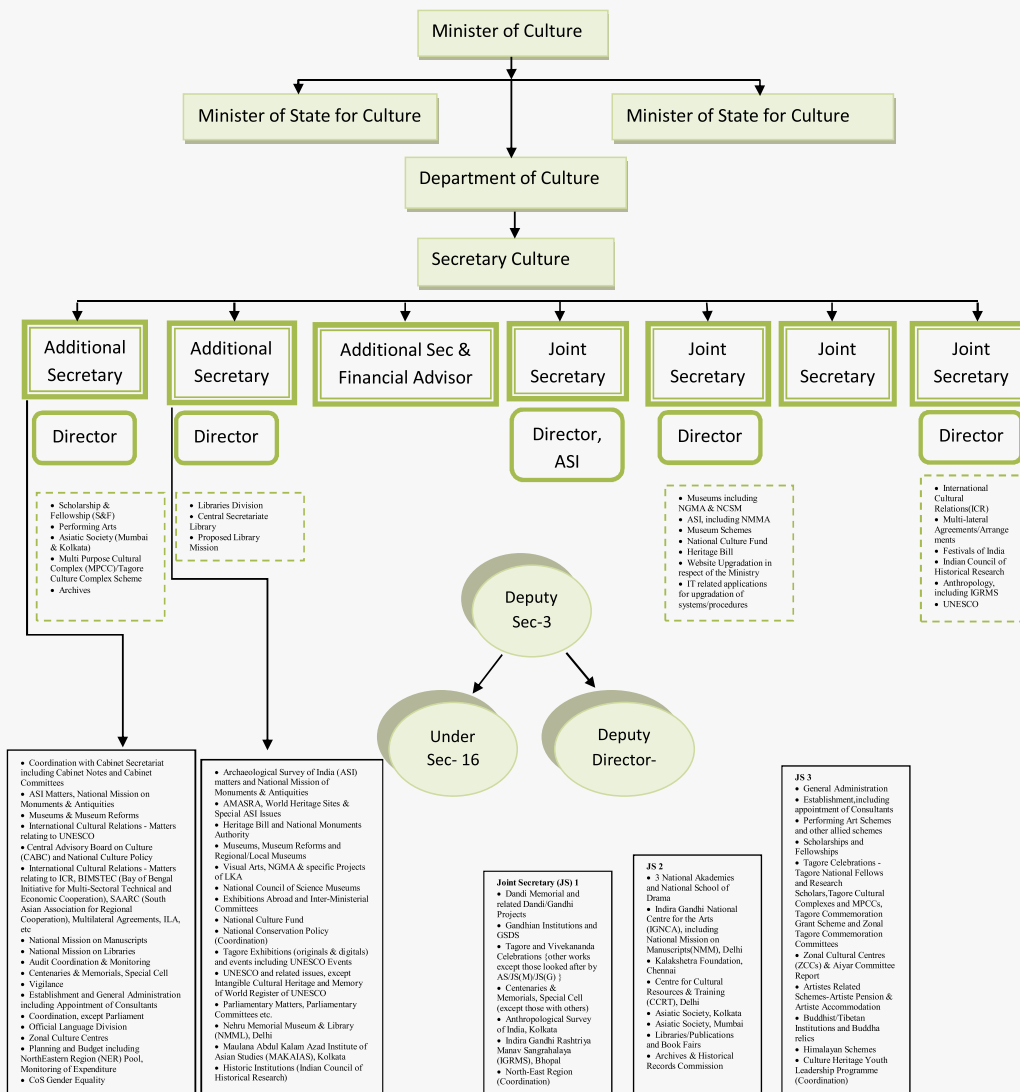 Minister of Culture
Minister of State for Culture
Minister of State for Culture
Department of Culture
Secretary Culture
Additional
Secretary
Additional
Secretary
Additional Sec &
Financial Advisor
Joint
Secretary
Joint
Secretary
Joint
Secretary
Joint
Secretary
Director
Director
Director,
ASI
Director
Director
• Scholarship &
Fellowship (S&F)
• Performing Arts
• Asiatic Society (Mumbai
& Kolkata)
• Multi Purpose Cultural
Complex (MPCC)/Tagore
Culture Complex Scheme
• Archives
• Libraries Division
• Central Secretariate
Library
• Proposed Library
Mission
• Museums including
NGMA & NCSM
• ASI, including NMMA
• Museum Schemes
• National Culture Fund
• Heritage Bill
• Website Upgradation in
respect of the Ministry
• IT related applications
for upgradation of
systems/procedures
• International
Cultural
Relations(ICR)
• Multi-lateral
Agreements/Arrange
ments
• Festivals of India
• Indian Council of
Historical Research
• Anthropology,
including IGRMS
• UNESCO
Deputy
Sec-3
Under
Sec- 16
Deputy
Director-
• Coordination with Cabinet Secretariat
including Cabinet Notes and Cabinet
Committees
• ASI Matters, National Mission on
Monuments & Antiquities
• Museums & Museum Reforms
• International Cultural Relations - Matters
relating to UNESCO
• Central Advisory Board on Culture
(CABC) and National Culture Policy
• International Cultural Relations - Matters
relating to ICR, BIMSTEC (Bay of Bengal
Initiative for Multi-Sectoral Technical and
Economic Cooperation), SAARC (South
Asian Association for Regional
Cooperation), Multilateral Agreements, ILA,
etc
• National Mission on Manuscripts
• National Mission on Libraries
• Audit Coordination & Monitoring
• Centenaries & Memorials, Special Cell
• Vigilance
• Establishment and General Administration
including Appointment of Consultants
• Coordination, except Parliament
• Official Language Division
• Zonal Culture Centres
• Planning and Budget including
NorthEastern Region (NER) Pool,
Monitoring of Expenditure
• CoS Gender Equality
• Archaeological Survey of India (ASI)
matters and National Mission of
Monuments & Antiquities
• AMASRA, World Heritage Sites &
Special ASI Issues
• Heritage Bill and National Monuments
Authority
• Museums, Museum Reforms and
Regional/Local Museums
• Visual Arts, NGMA & specific Projects
of LKA
• National Council of Science Museums
• Exhibitions Abroad and Inter-Ministerial
Committees
• National Culture Fund
• National Conservation Policy
(Coordination)
• Tagore Exhibitions (originals & digitals)
and events including UNESCO Events
• UNESCO and related issues, except
Intangible Cultural Heritage and Memory
of World Register of UNESCO
• Parliamentary Matters, Parliamentary
Committees etc.
• Nehru Memorial Museum & Library
(NMML), Delhi
• Maulana Abdul Kalam Azad Institute of
Asian Studies (MAKAIAS), Kolkata
• Historic Institutions (Indian Council of
Historical Research)
Joint Secretary (JS) 1
• Dandi Memorial and
related Dandi/Gandhi
Projects
• Gandhian Institutions and
GSDS
• Tagore and Vivekananda
Celebrations {other works
except those looked after by
AS/JS(M)/JS(G) }
• Centenaries &
Memorials, Special Cell
(except those with others)
• Anthropological Survey
of India, Kolkata
• Indira Gandhi Rashtriya
Manav Sangrahalaya
(IGRMS), Bhopal
• North-East Region
(Coordination)
JS 2
• 3 National Akademies
and National School of
Drama
• Indira Gandhi National
Centre for the Arts
(IGNCA), including
National Mission on
Manuscripts(NMM), Delhi
• Kalakshetra Foundation,
Chennai
• Centre for Cultural
Resources & Training
(CCRT), Delhi
• Asiatic Society, Kolkata
• Asiatic Society, Mumbai
• Libraries/Publications
and Book Fairs
• Archives & Historical
Records Commission
JS 3
• General Administration
• Establishment,including
appointment of Consultants
• Performing Art Schemes
and other allied schemes
• Scholarships and
Fellowships
• Tagore Celebrations -
Tagore National Fellows
and Research
Scholars,Tagore Cultural
Complexes and MPCCs,
Tagore Commemoration
Grant Scheme and Zonal
Tagore Commemoration
Committees
• Zonal Cultural Centres
(ZCCs) & Aiyar Committee
Report
• Artistes Related
Schemes-Artiste Pension &
Artiste Accommodation
• Buddhist/Tibetan
Institutions and Buddha
relics
• Himalayan Schemes
• Culture Heritage Youth
Leadership Programme
(Coordination)